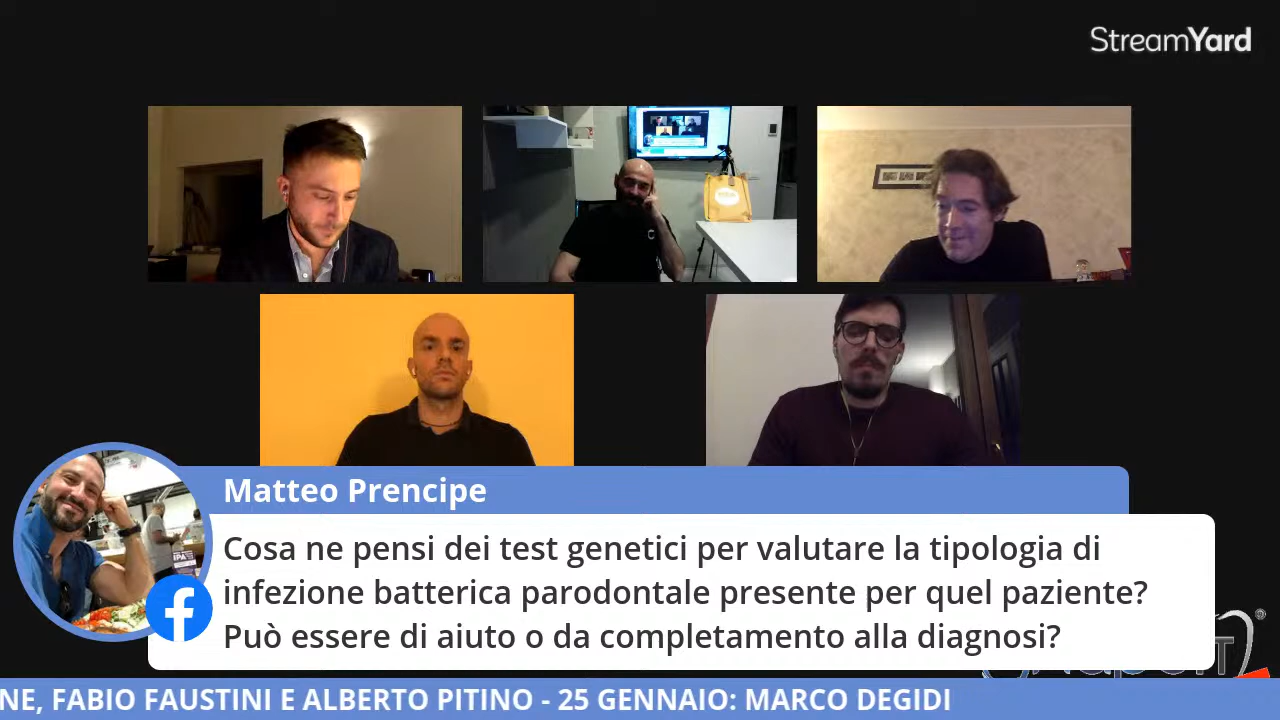 StreamYard
Matteo Prencipe
Cosa ne pensi dei test genetici per valutare la tipologia di
infezione batterica parodontale presente per quel paziente?
Può essere di aiuto o da completamento alla diagnosi?
NE, FABIO FAUSTINI E ALBERTO PITINO - 25 GENNAIO: MARCO DEGIDI